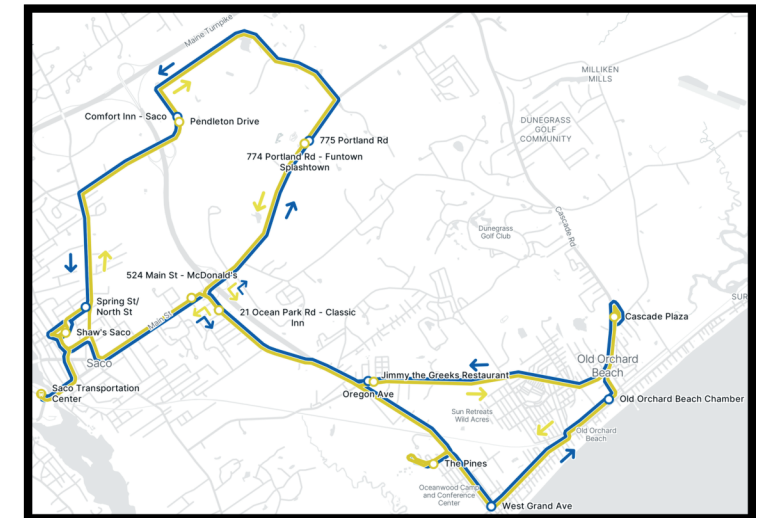 Maine Turnpike
MILLIKEN
MILLS
Comfort Inn - Saco
Pendleton Drive
DUNEGRASS
GOLF
COMMUNITY
775 Portland Rd
774 Portland Rd - Funtown
Splashtown
Cascade Rd
Dunegrass
Golf Club
524 Main St - McDonald's
SUR
Spring St/
North St
Main St
21 Ocean Park Rd - Classic
Inn
Cascade Plaza
Shaw's Saco
Saco
Old Orchard
Beach
Jimmy the Greeks Restaurant
Saco Transportation
Center
Oregon Ave
Old Orchard Beach Chamber
Sun Retreats
Wild Acres
Old Orchard
Beach
The Pines
Oceanwood Camp
and Conference
Center
West Grand Ave